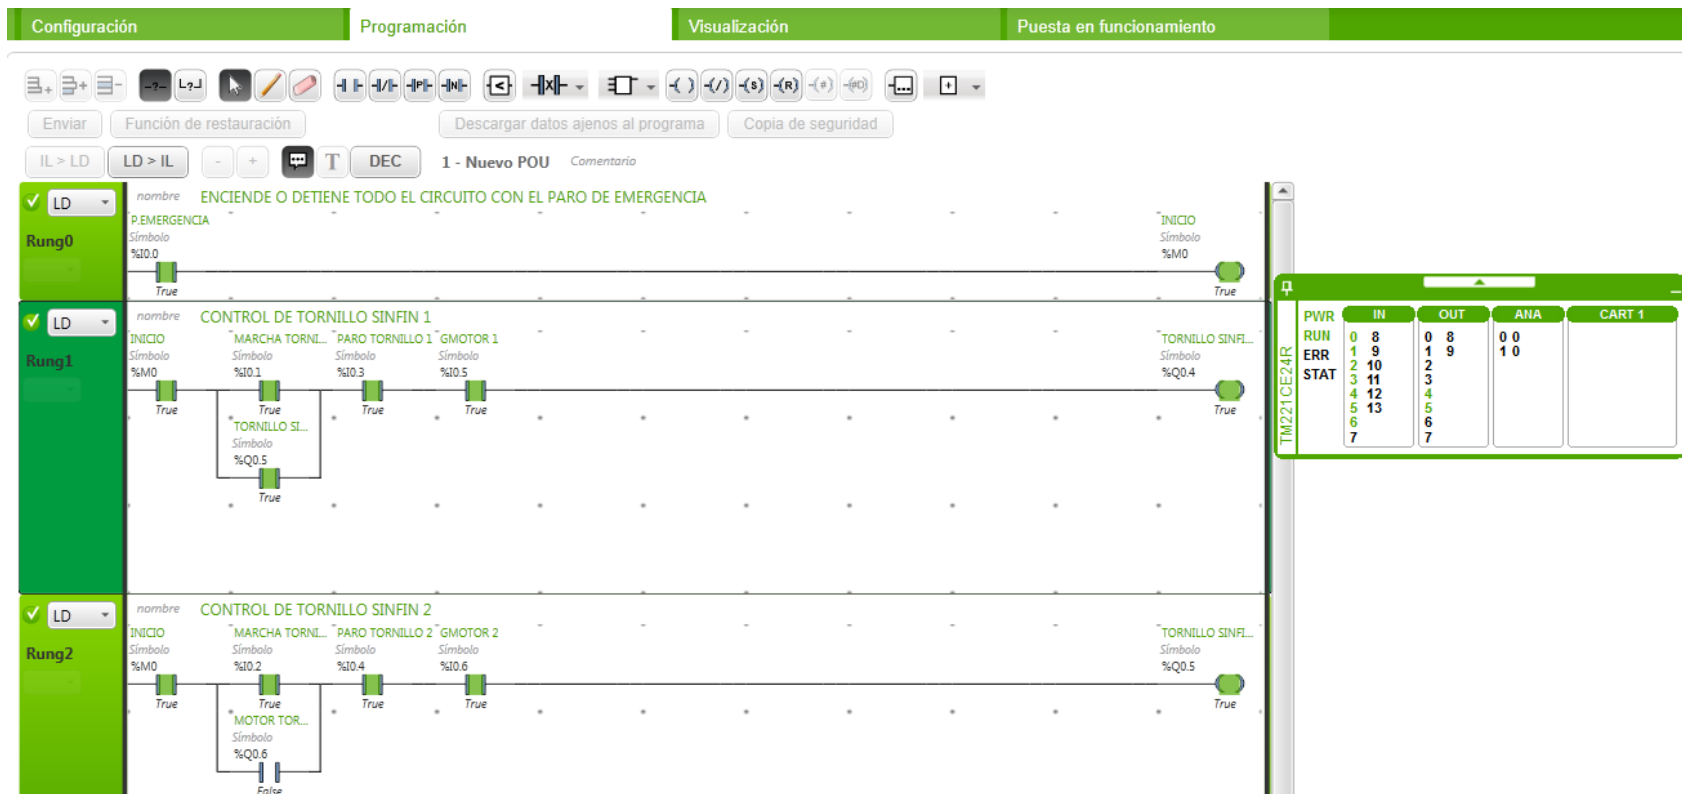 Configuración Programación Visualización Puesta en funcionamiento
Enviar Función de restauración Descargar datos ajenos al programa Copia de seguridad
IL > LD LD > IL - + T DEC 1 - Nuevo POU Comentario
LD nombre ENCIENDE O DETIENE TODO EL CIRCUITO CON EL PARO DE EMERGENCIA
P.EMERGENCIA INICIO
Rung0 Símbolo Símbolo
%I0.0 %M0
True True
LD nombre CONTROL DE TORNILLO SINFIN 1
INICIO MARCHA TORNI... PARO TORNILLO 1 GMOTOR 1 TORNILLO SINFI...
Rung1 Símbolo Símbolo Símbolo Símbolo Símbolo
%M0 %I0.1 %I0.3 %I0.5 %Q0.4
True True True True True
TORNILLO SI...
Símbolo
%Q0.5
True
LD nombre CONTROL DE TORNILLO SINFIN 2
INICIO MARCHA TORNI... PARO TORNILLO 2 GMOTOR 2 TORNILLO SINFI...
Rung2 Símbolo Símbolo Símbolo Símbolo Símbolo
%M0 %I0.2 %I0.4 %I0.6 %Q0.5
True True True True True
MOTOR TOR...
Símbolo
%Q0.6
False
TM221CE24R
PWR IN OUT ANA CART 1
RUN 0 8 0 8 0 0
ERR 1 9 1 9 1 0
2 10 2
STAT 3 11 3
4 12 4
5 13 5
6 6
7 7